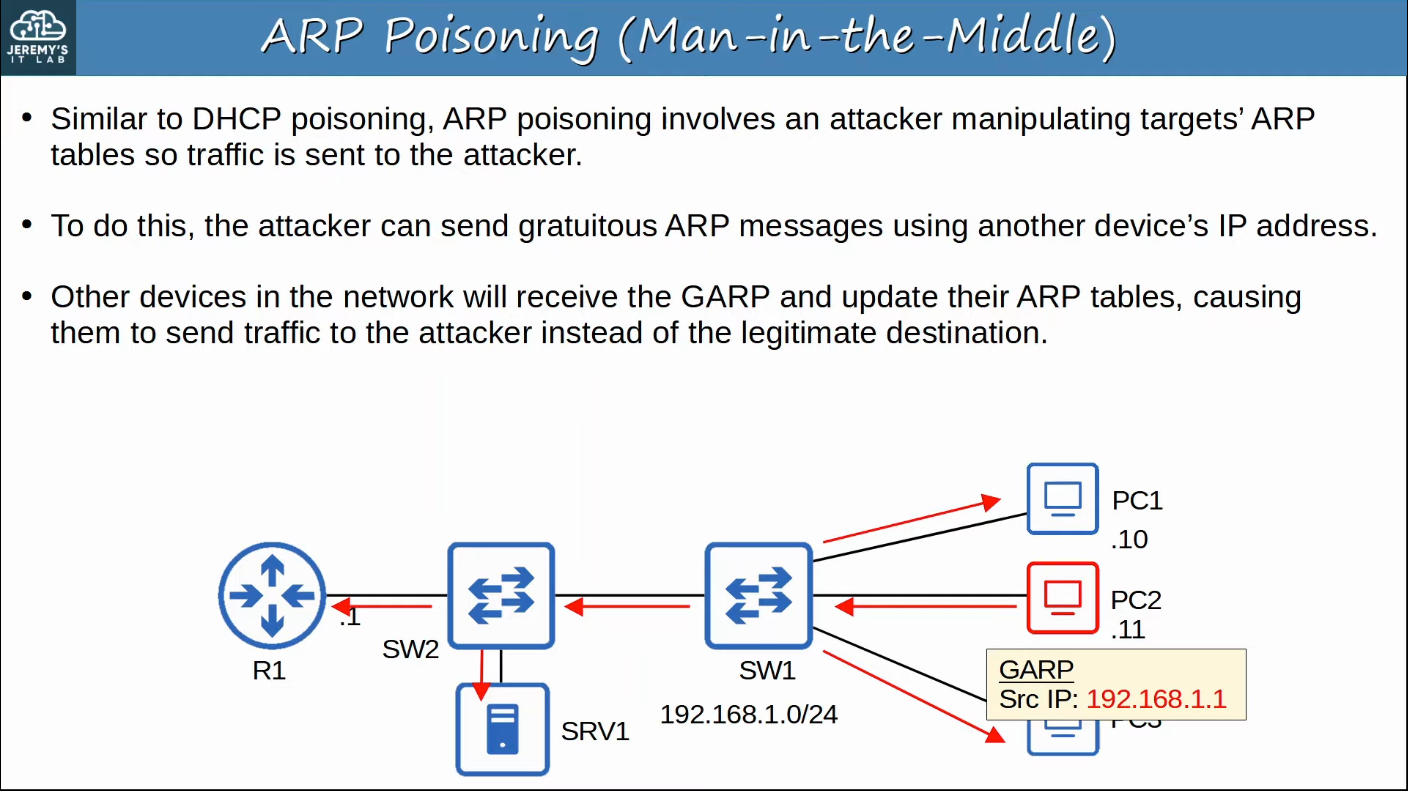 JEREMY'S
IT LAB
ARP Poisoning (Man-in-the-Middle)
• Similar to DHCP poisoning, ARP poisoning involves an attacker manipulating targets' ARP
tables so traffic is sent to the attacker.
• To do this, the attacker can send gratuitous ARP messages using another device's IP address.
• Other devices in the network will receive the GARP and update their ARP tables, causing
them to send traffic to the attacker instead of the legitimate destination.
PC1
.10
PC2
.11
.1
SW2
R1
SW1
GARP
Src IP: 192.168.1.1
192.168.1.0/24
SRV1
PC3